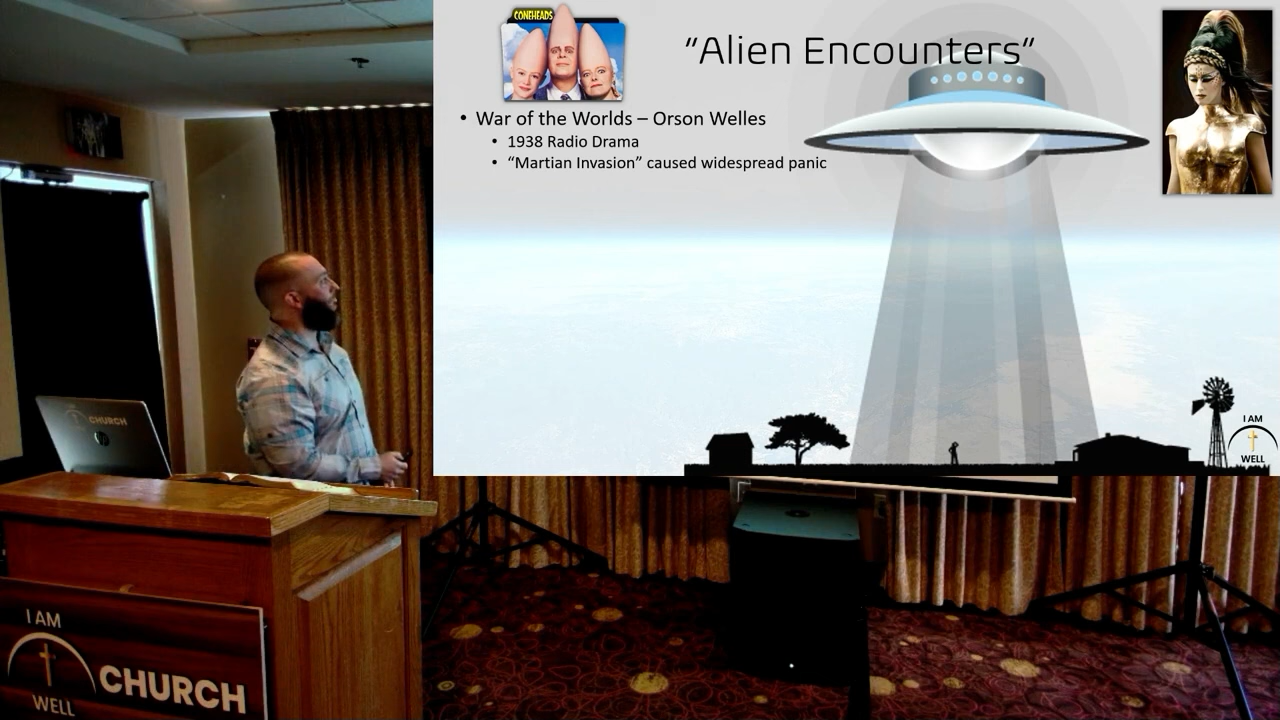 CONEHEADS
“Alien Encounters“
• War of the Worlds – Orson Welles
• 1938 Radio Drama
• “Martian Invasion” caused widespread panic
I AM
WELL
CHURCH
hp
I AM
WELL
CHURCH